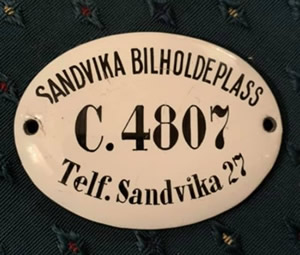 SANDVIKA BILHOLDEPLASS
C. 4807
Telf. Sandvika 27